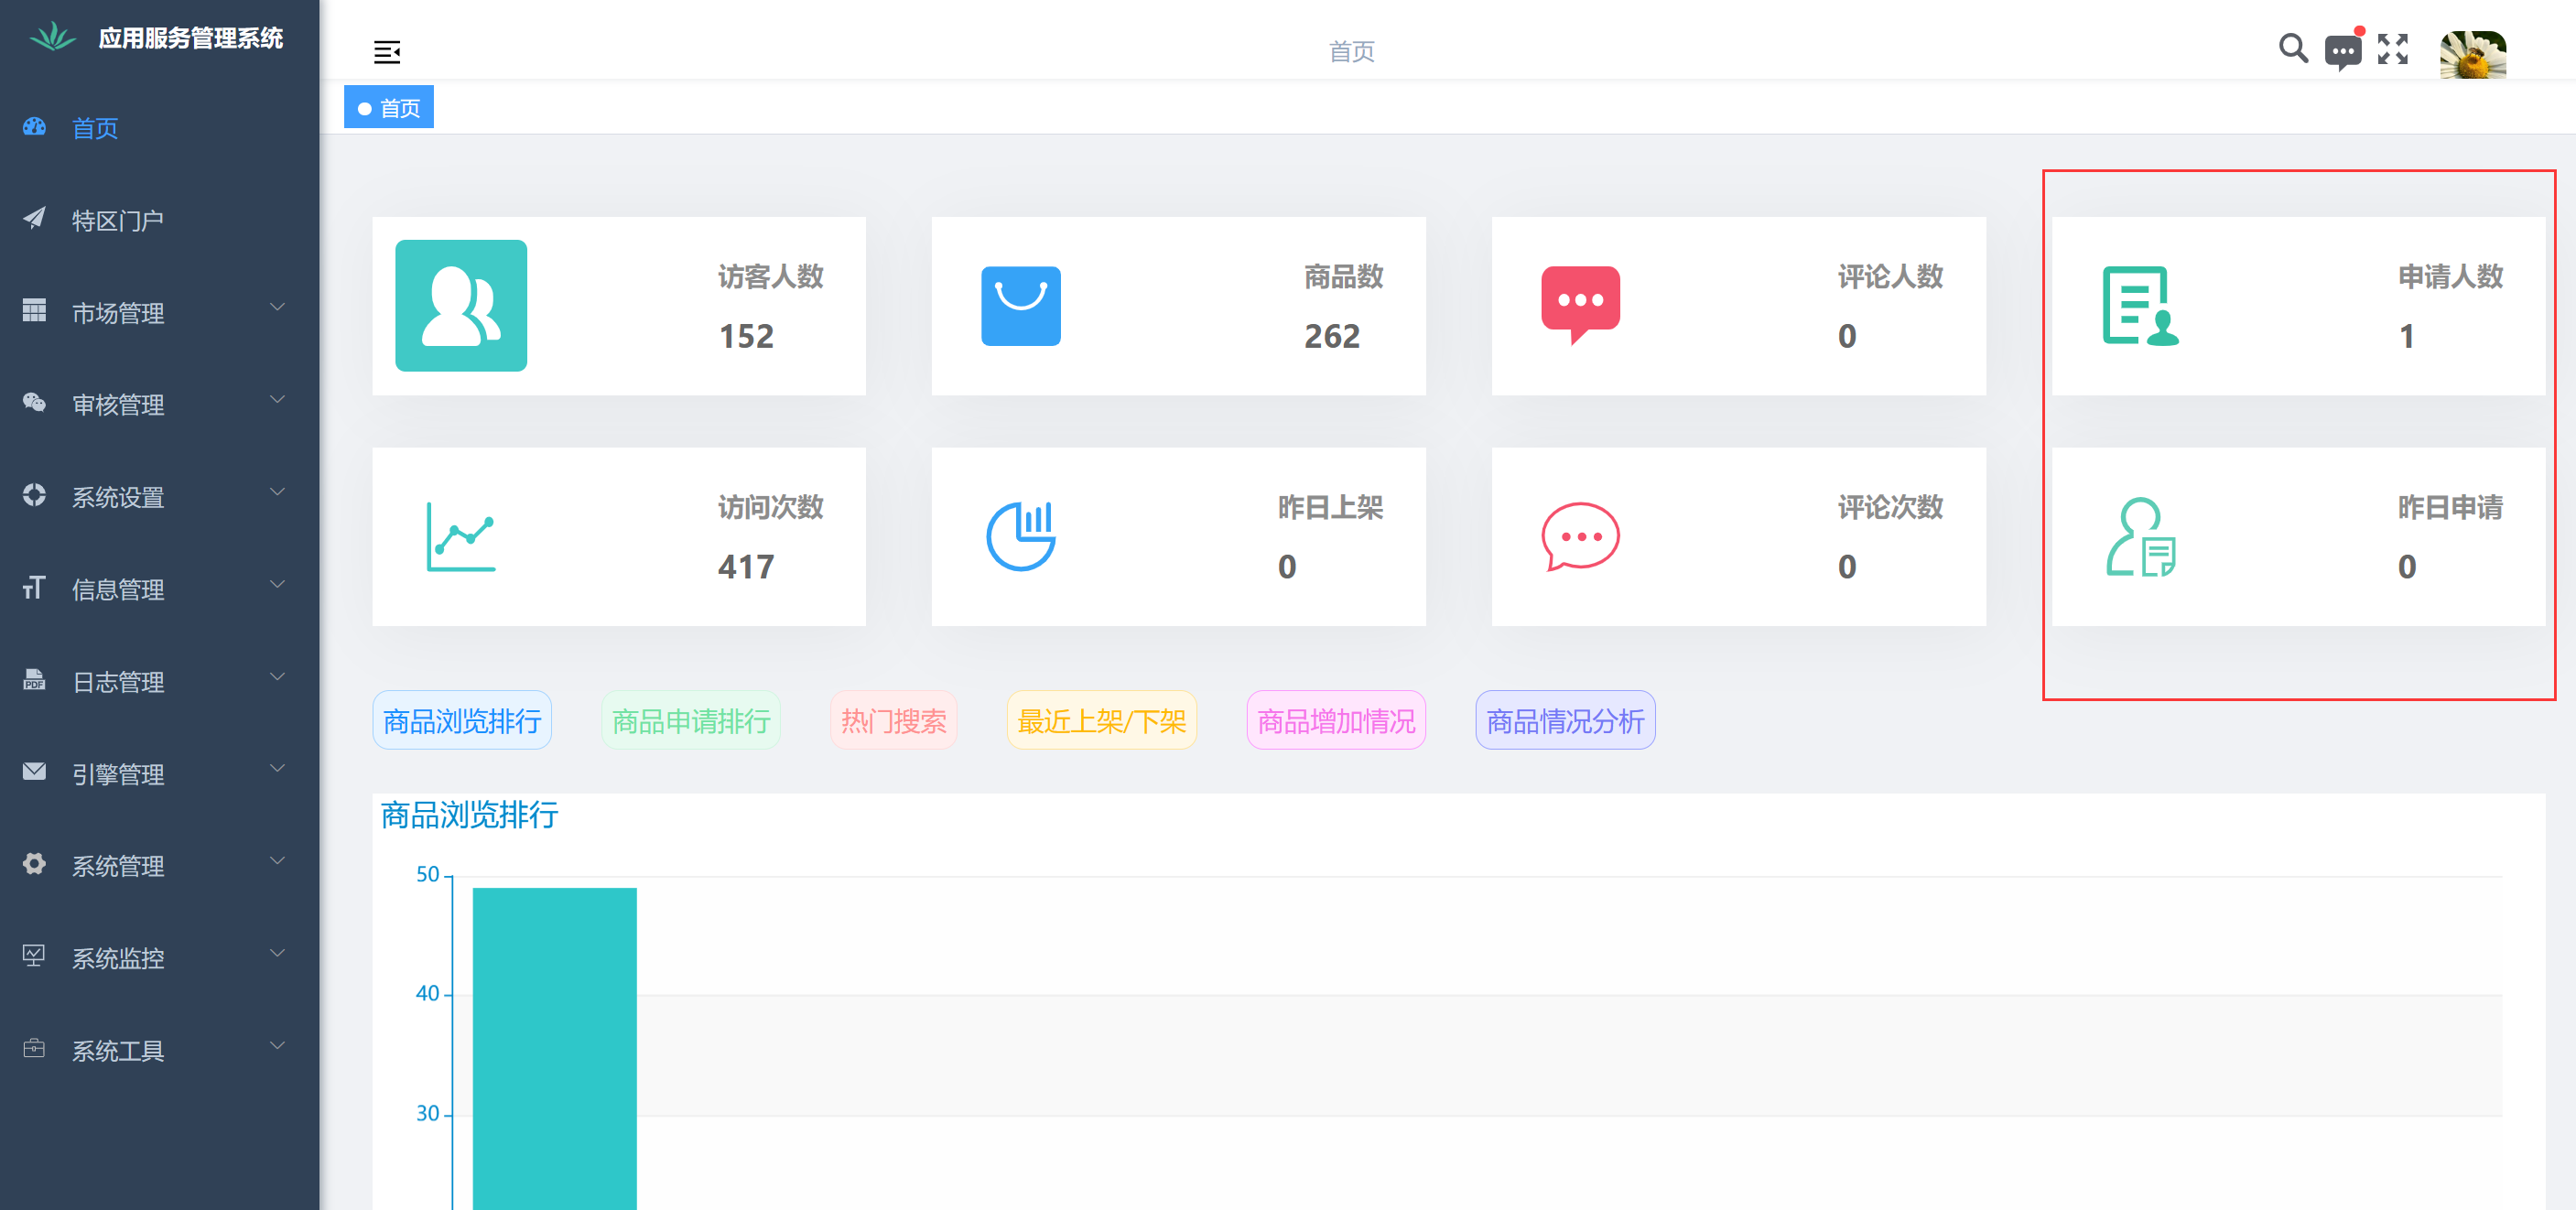 应用服务管理系统
首页
首页
首页
特区门户
市场管理
审核管理
系统设置
信息管理
日志管理
PDF
引擎管理
系统管理
系统监控
系统工具
访客人数
152
商品数
262
评论人数
0
申请人数
1
访问次数
417
昨日上架
0
评论次数
0
昨日申请
0
商品浏览排行
商品申请排行
热门搜索
最近上架/下架
商品增加情况
商品情况分析
商品浏览排行
50
40
30